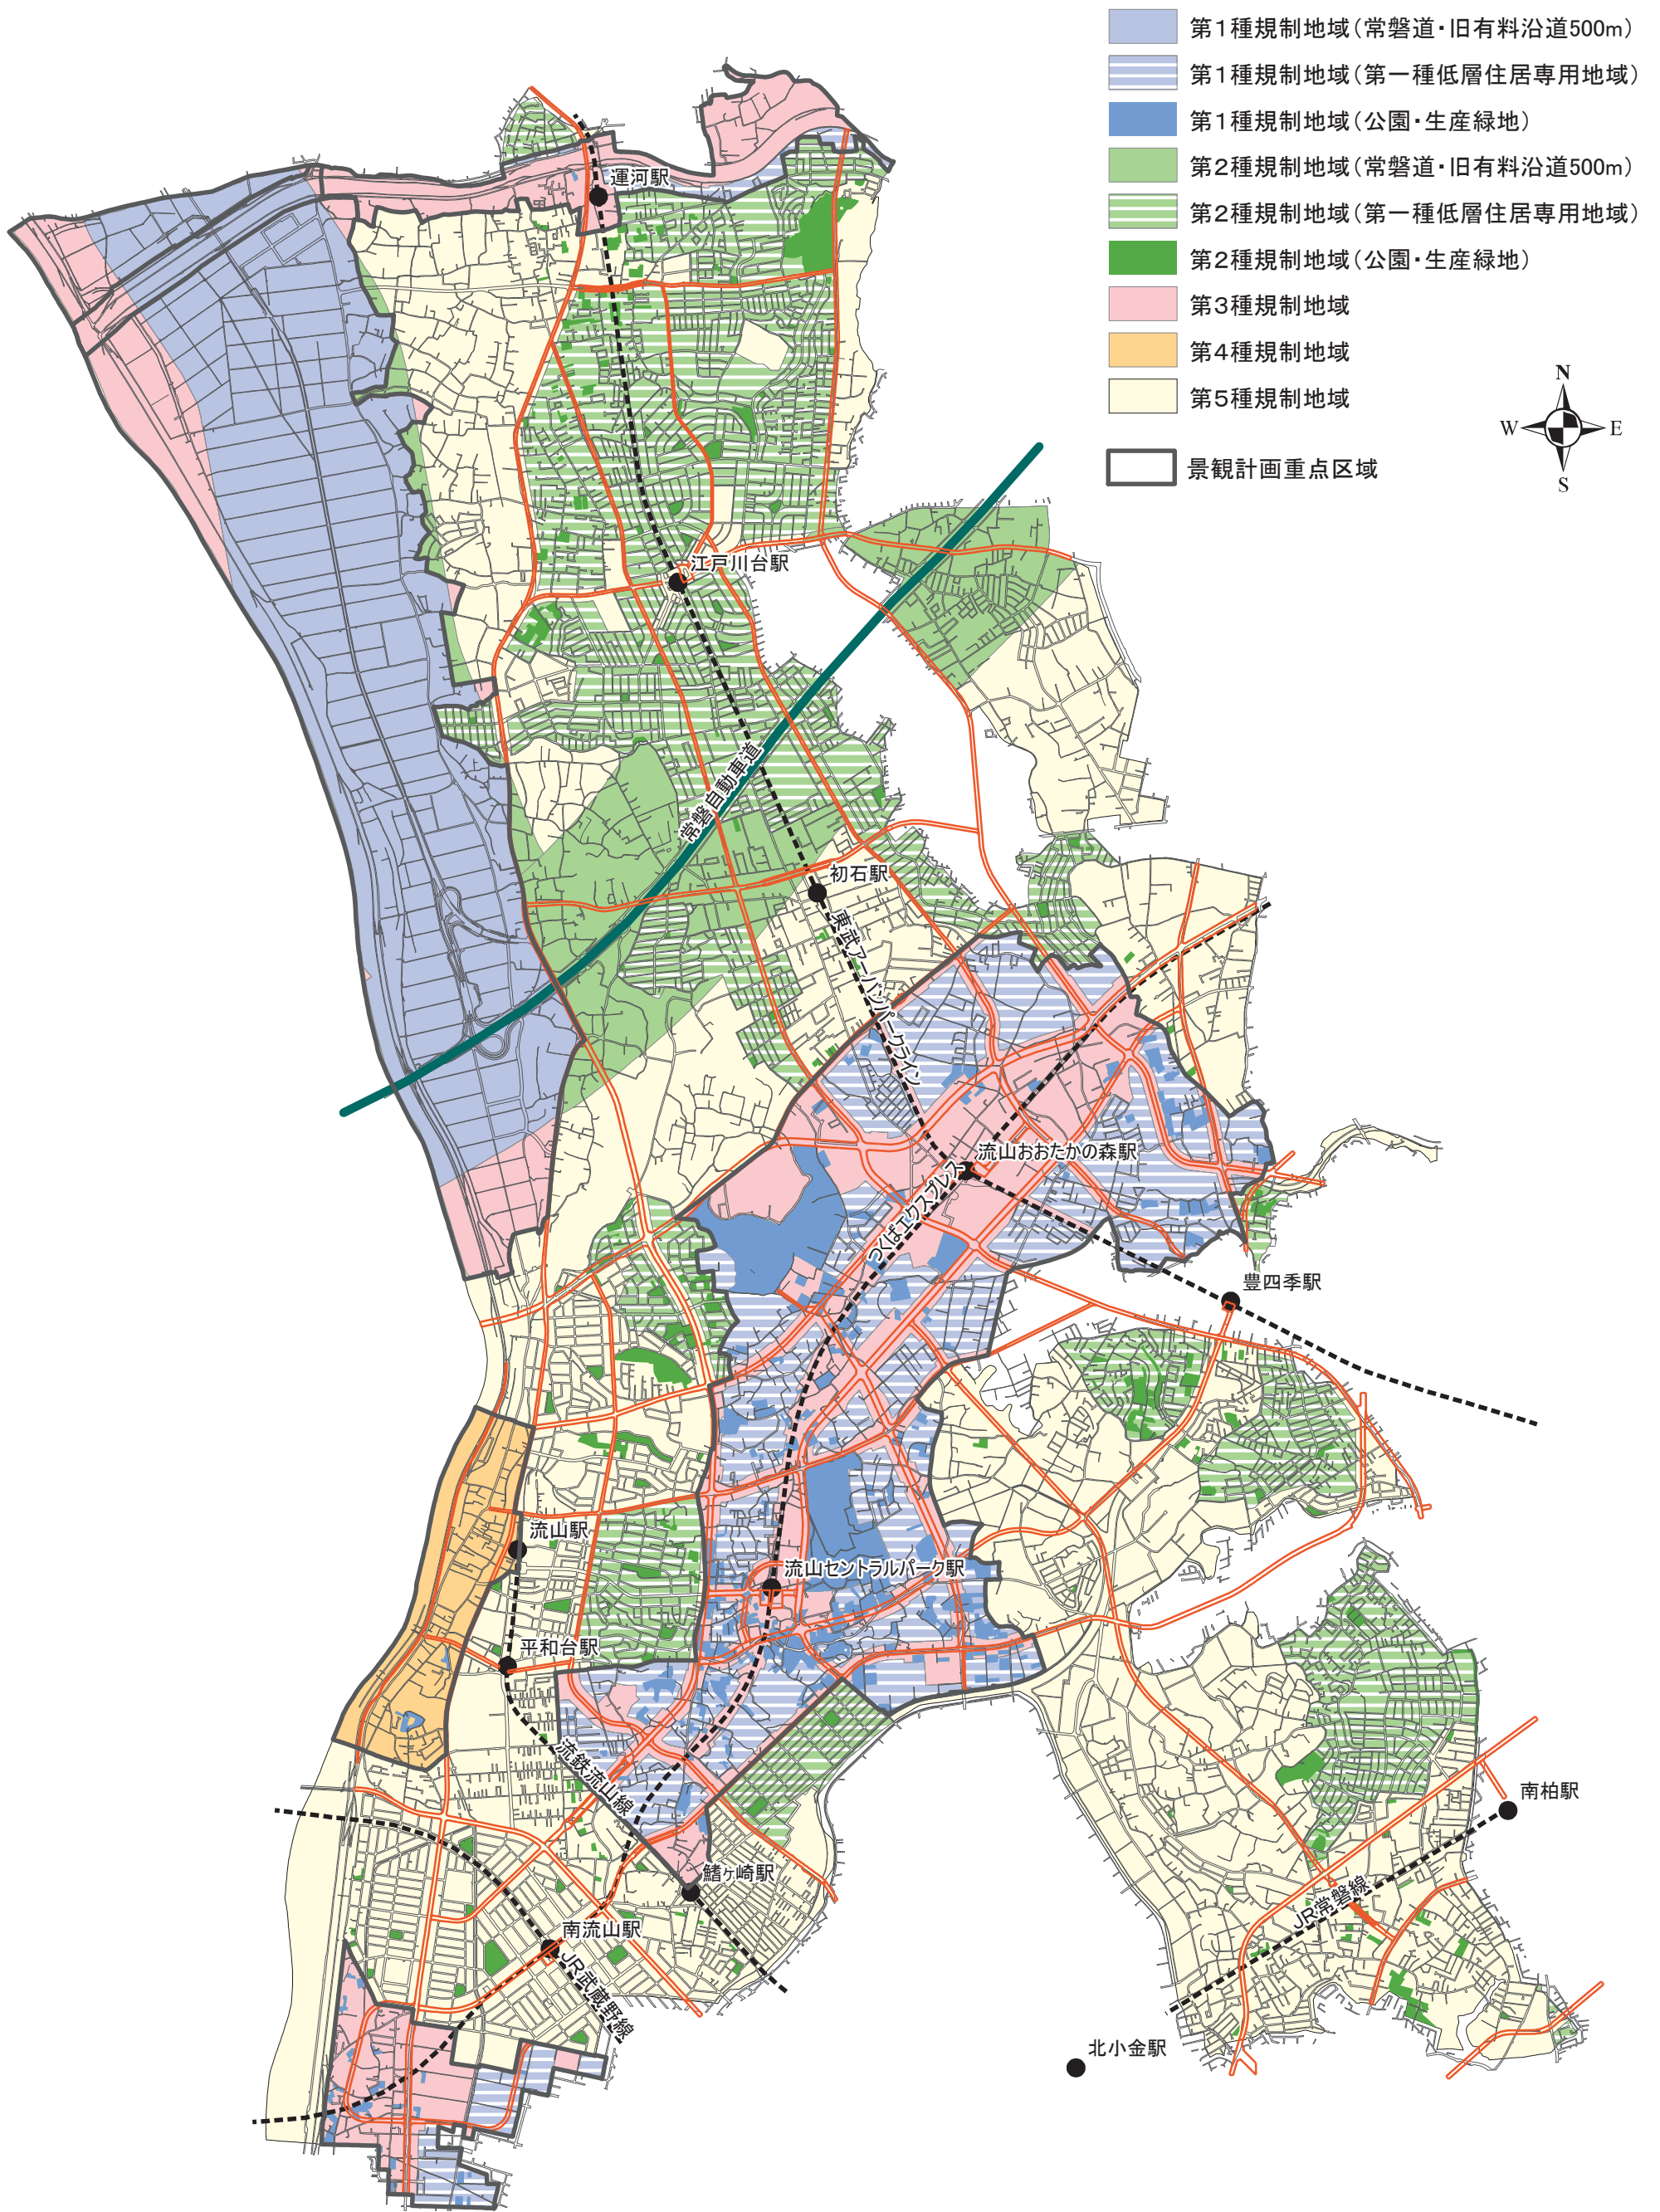 第1種規制地域(常磐道・旧有料沿道500m)
第1種規制地域(第一種低層住居専用地域)
第1種規制地域(公園・生産緑地)
第2種規制地域(常磐道・旧有料沿道500m)
第2種規制地域(第一種低層住居専用地域)
第2種規制地域(公園・生産緑地)
第3種規制地域
第4種規制地域
第5種規制地域
景観計画重点区域
N
W
E
S
運河駅
江戸川台駅
常磐自動車道
初石駅
東武アーバンパークライン
流山おおたかの森駅
つくばエクスプレス
豊四季駅
流山駅
流山セントラルパーク駅
平和台駅
流鉄流山線
南柏駅
鰭ヶ崎駅
JR常磐線
南流山駅
JR武蔵野線
北小金駅